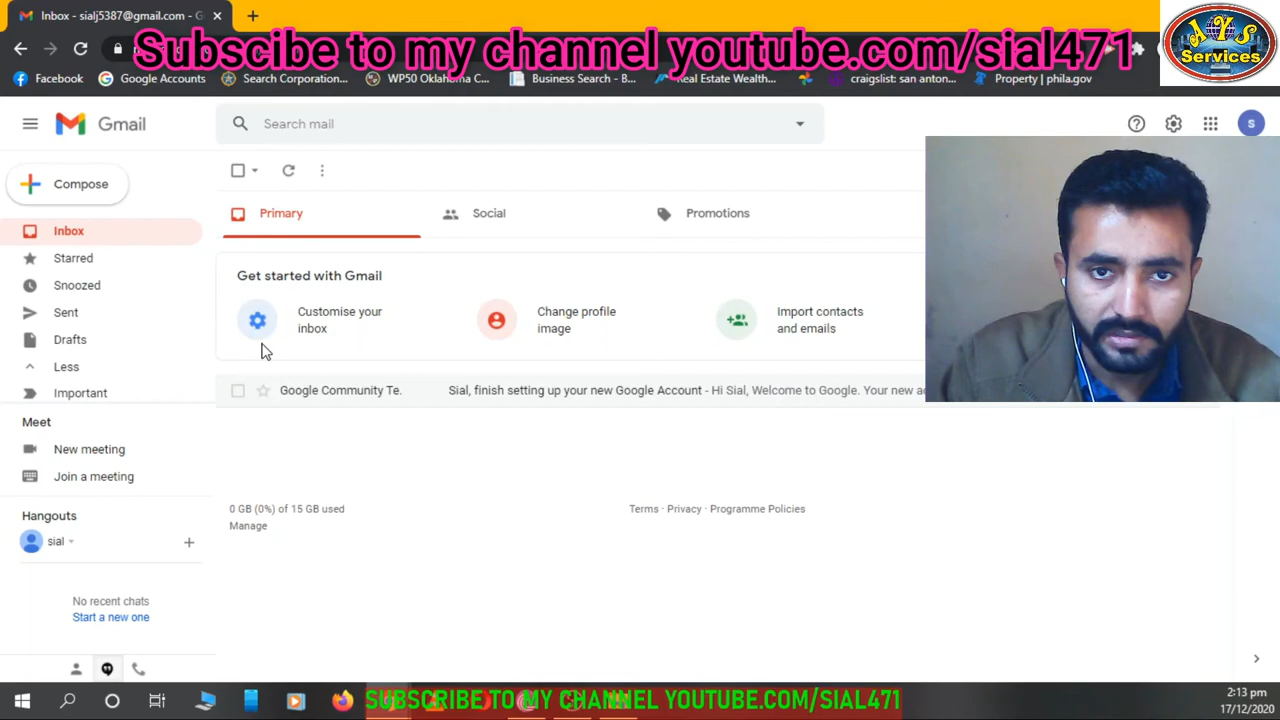 Inbox - sialj5387@gmail.com - G
Subscibe to my channel youtube.com/sial471
AYS
Services
Facebook
Google Accounts
Search Corporation...
WP50 Oklahoma C...
Business Search - B...
Real Estate Wealth...
craigslist: san anton...
Property | phila.gov
Gmail
Search mail
S
Compose
Primary
Social
Promotions
Inbox
Starred
Snoozed
Sent
Drafts
Less
Important
Get started with Gmail
Customise your
inbox
Change profile
image
Import contacts
and emails
Google Community Te.
Sial, finish setting up your new Google Account - Hi Sial, Welcome to Google. Your new
Meet
New meeting
Join a meeting
Hangouts
sial
No recent chats
Start a new one
0 GB (0%) of 15 GB used
Manage
Terms · Privacy · Programme Policies
SUBSCRIBE TO MY CHANNEL YOUTUBE.COM/SIAL471
2:13 pm
17/12/2020